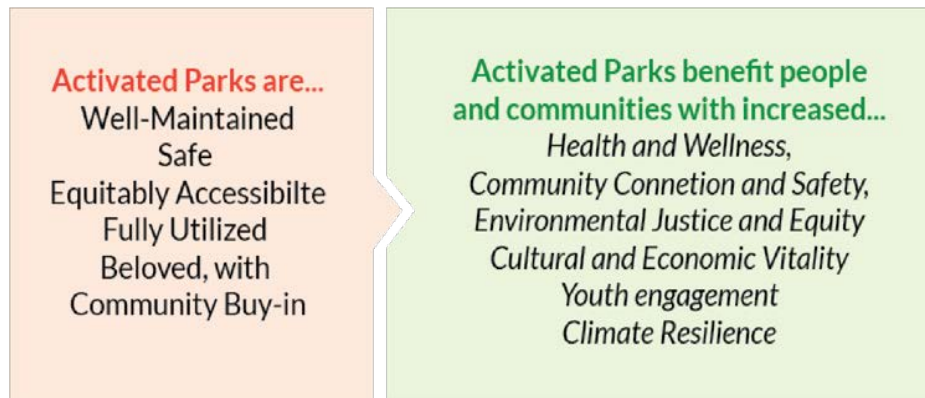 Activated Parks are...
Well-Maintained
Safe
Equitably Accessibilte
Fully Utilized
Beloved, with
Community Buy-in
Activated Parks benefit people
and communities with increased...
Health and Wellness,
Community Connetion and Safety,
Environmental Justice and Equity
Cultural and Economic Vitality
Youth engagement
Climate Resilience